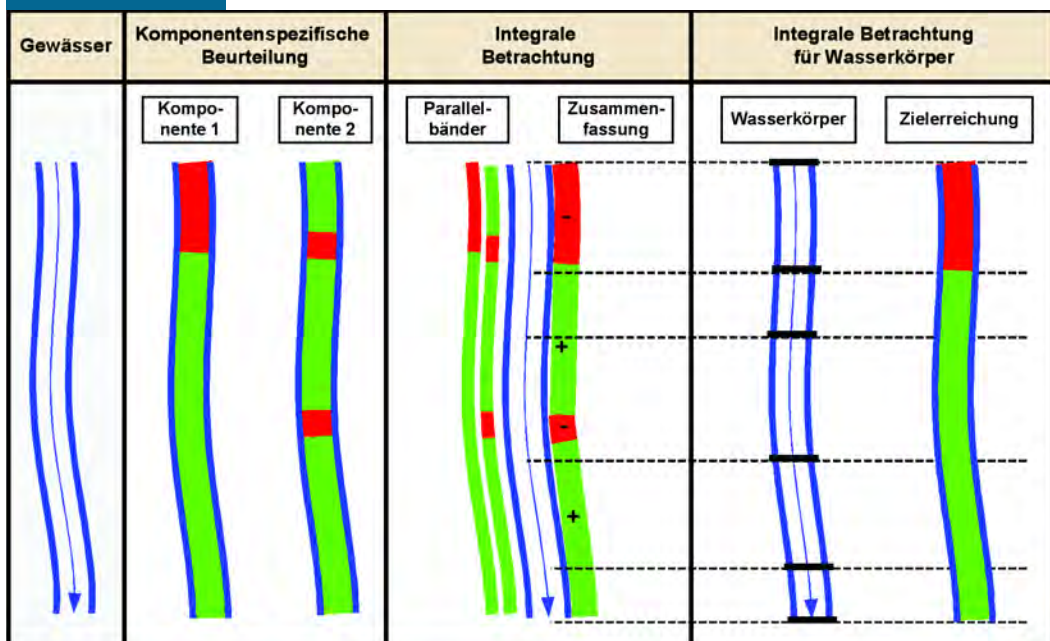 Gewässer
Komponentenspezifische
Beurteilung
Integrale
Betrachtung
Integrale Betrachtung
für Wasserkörper
Kompo-
nente 1
Kompo-
nente 2
Parallel-
bänder
Zusammen-
fassung
Wasserkörper
Zielerreichung
-
+
-
+